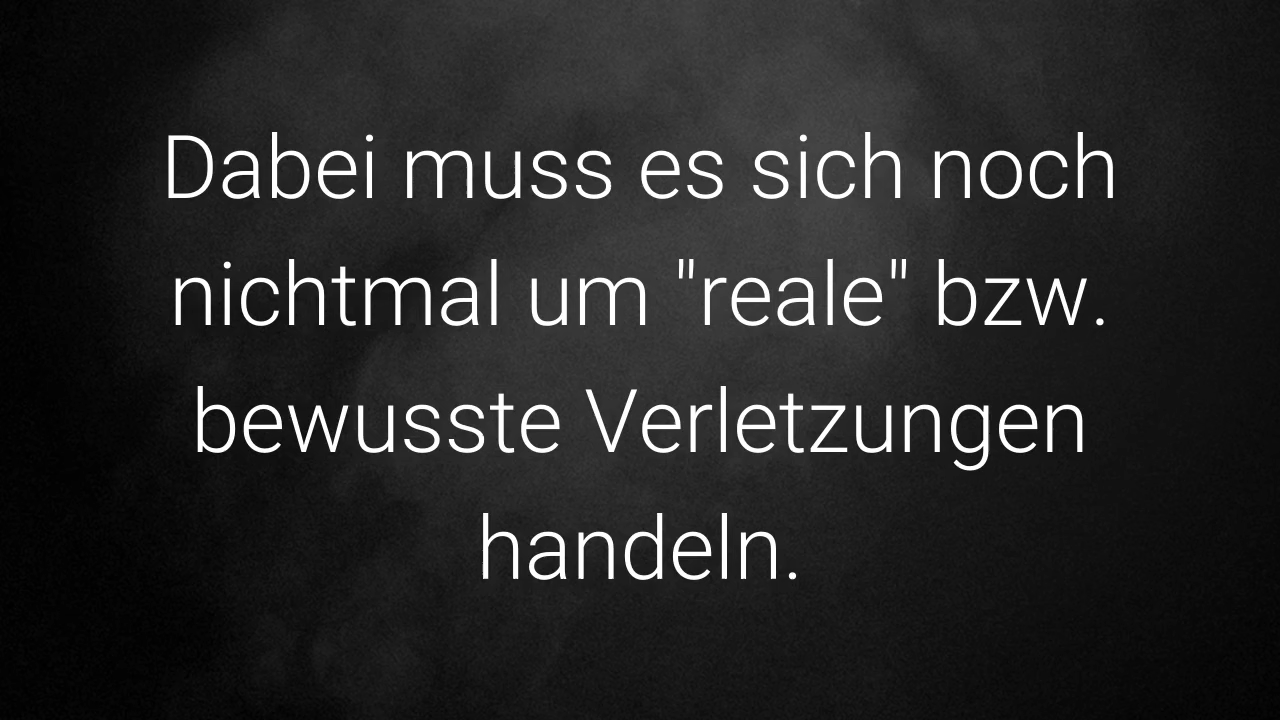 Dabei muss es sich noch
nichtmal um "reale" bzw.
bewusste Verletzungen
handeln.